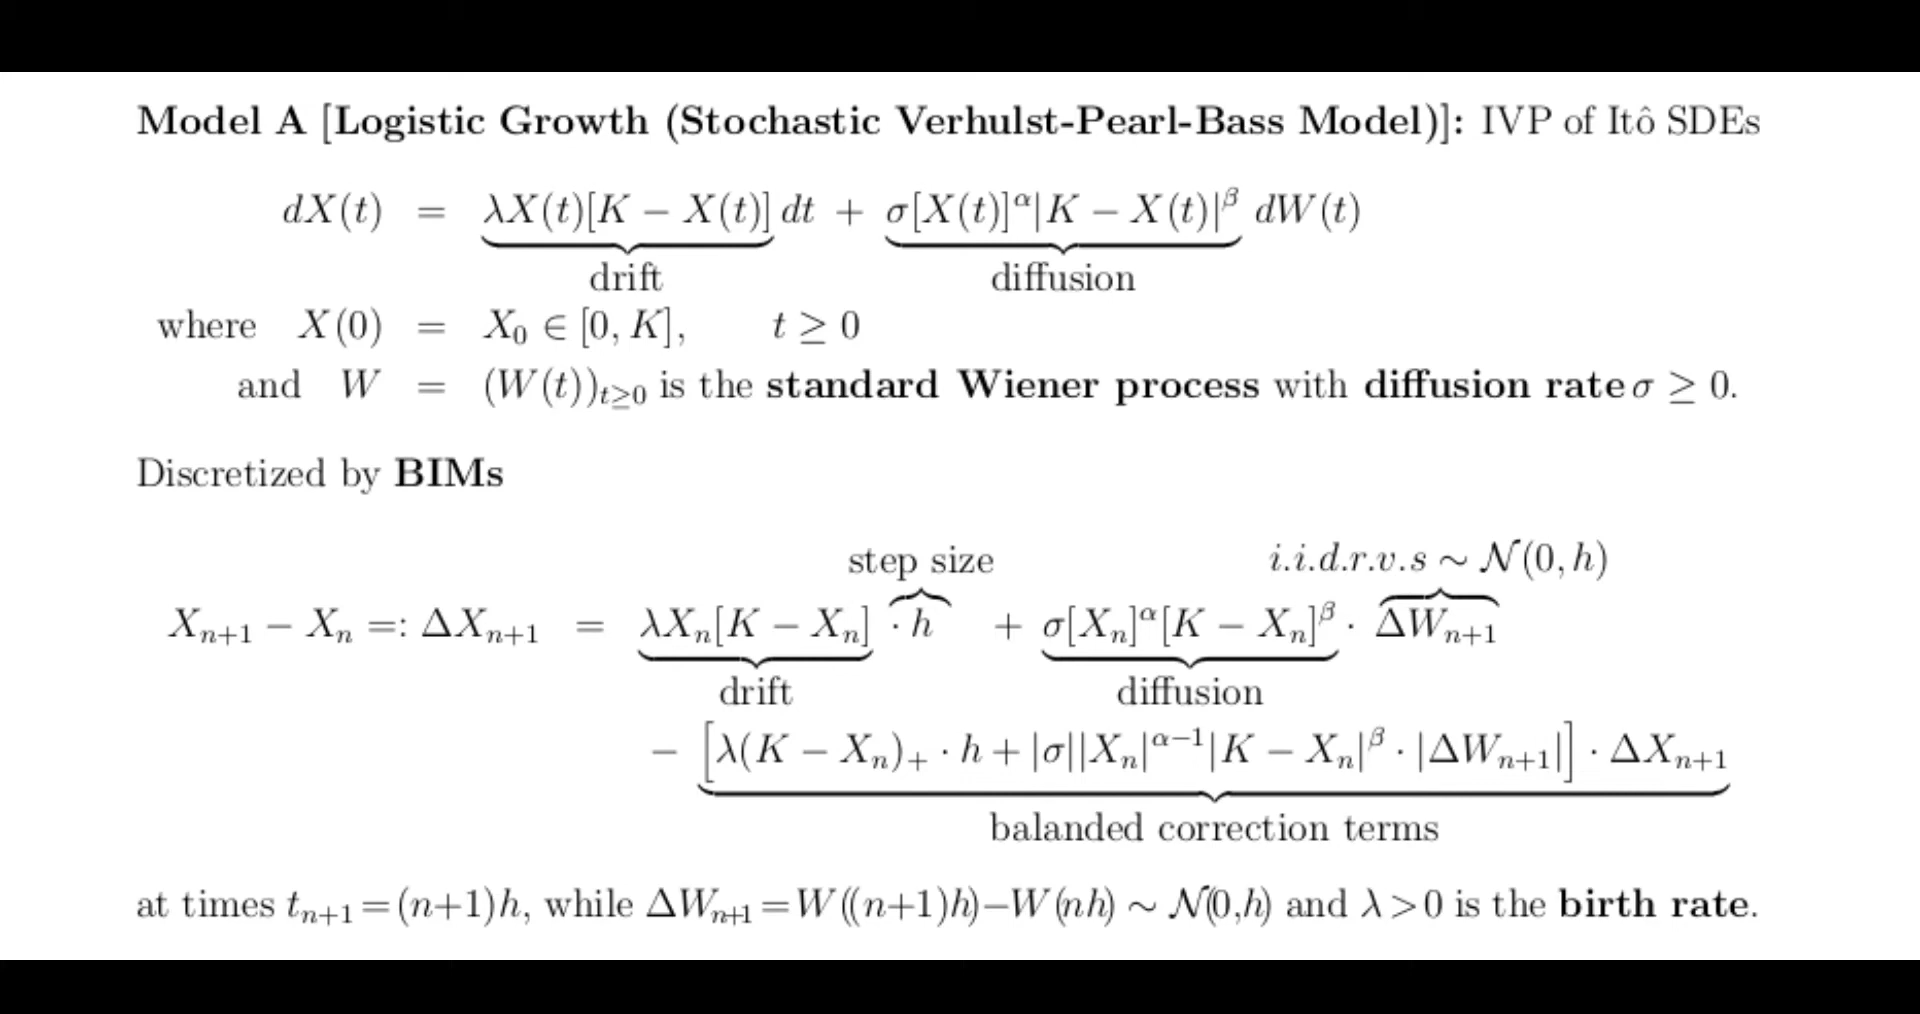 Model A [Logistic Growth (Stochastic Verhulst-Pearl-Bass Model)]: IVP of Itô SDEs
dX(t) = λX(t)[K − X(t)] dt + σ[X(t)]^α|K − X(t)|^β dW(t)
drift diffusion
where X(0) = X₀ ∈ [0, K], t ≥ 0
and W = (W(t))_{t≥0} is the standard Wiener process with diffusion rate σ ≥ 0.
Discretized by BIMs
step size i.i.d.r.v.s ∼ 𝒩(0, h)
X_{n+1} − X_n =: ΔX_{n+1} = λX_n[K − X_n] · h + σ[X_n]^α[K − X_n]^β · ΔW_{n+1}
drift diffusion
− [λ(K − X_n)₊ · h + |σ||X_n|^{α−1}|K − X_n|^β · |ΔW_{n+1}|] · ΔX_{n+1}
balanded correction terms
at times t_{n+1} = (n+1)h, while ΔW_{n+1} = W((n+1)h)−W(nh) ∼ 𝒩(0,h) and λ > 0 is the birth rate.